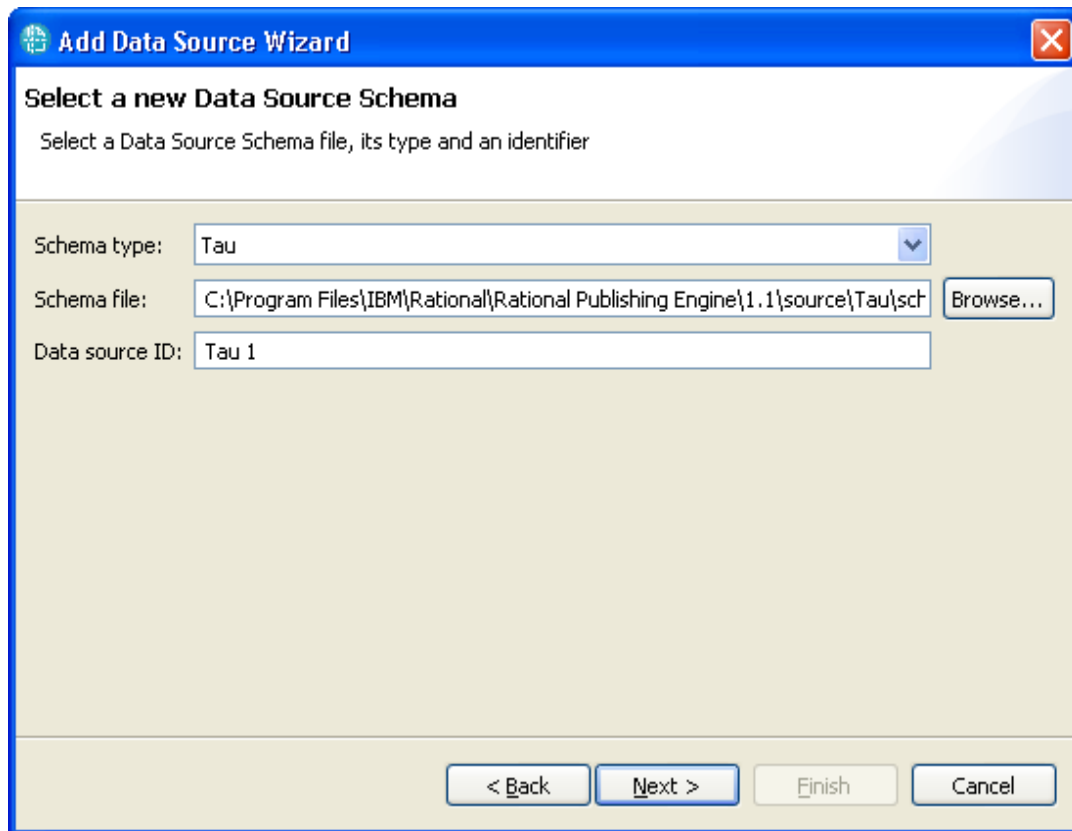 Add Data Source Wizard
Select a new Data Source Schema
Select a Data Source Schema file, its type and an identifier
Schema type: Tau
Schema file: C:\Program Files\IBM\Rational\Rational Publishing Engine\1.1\source\Tau\sch Browse...
Data source ID: Tau 1
< Back Next > Finish Cancel